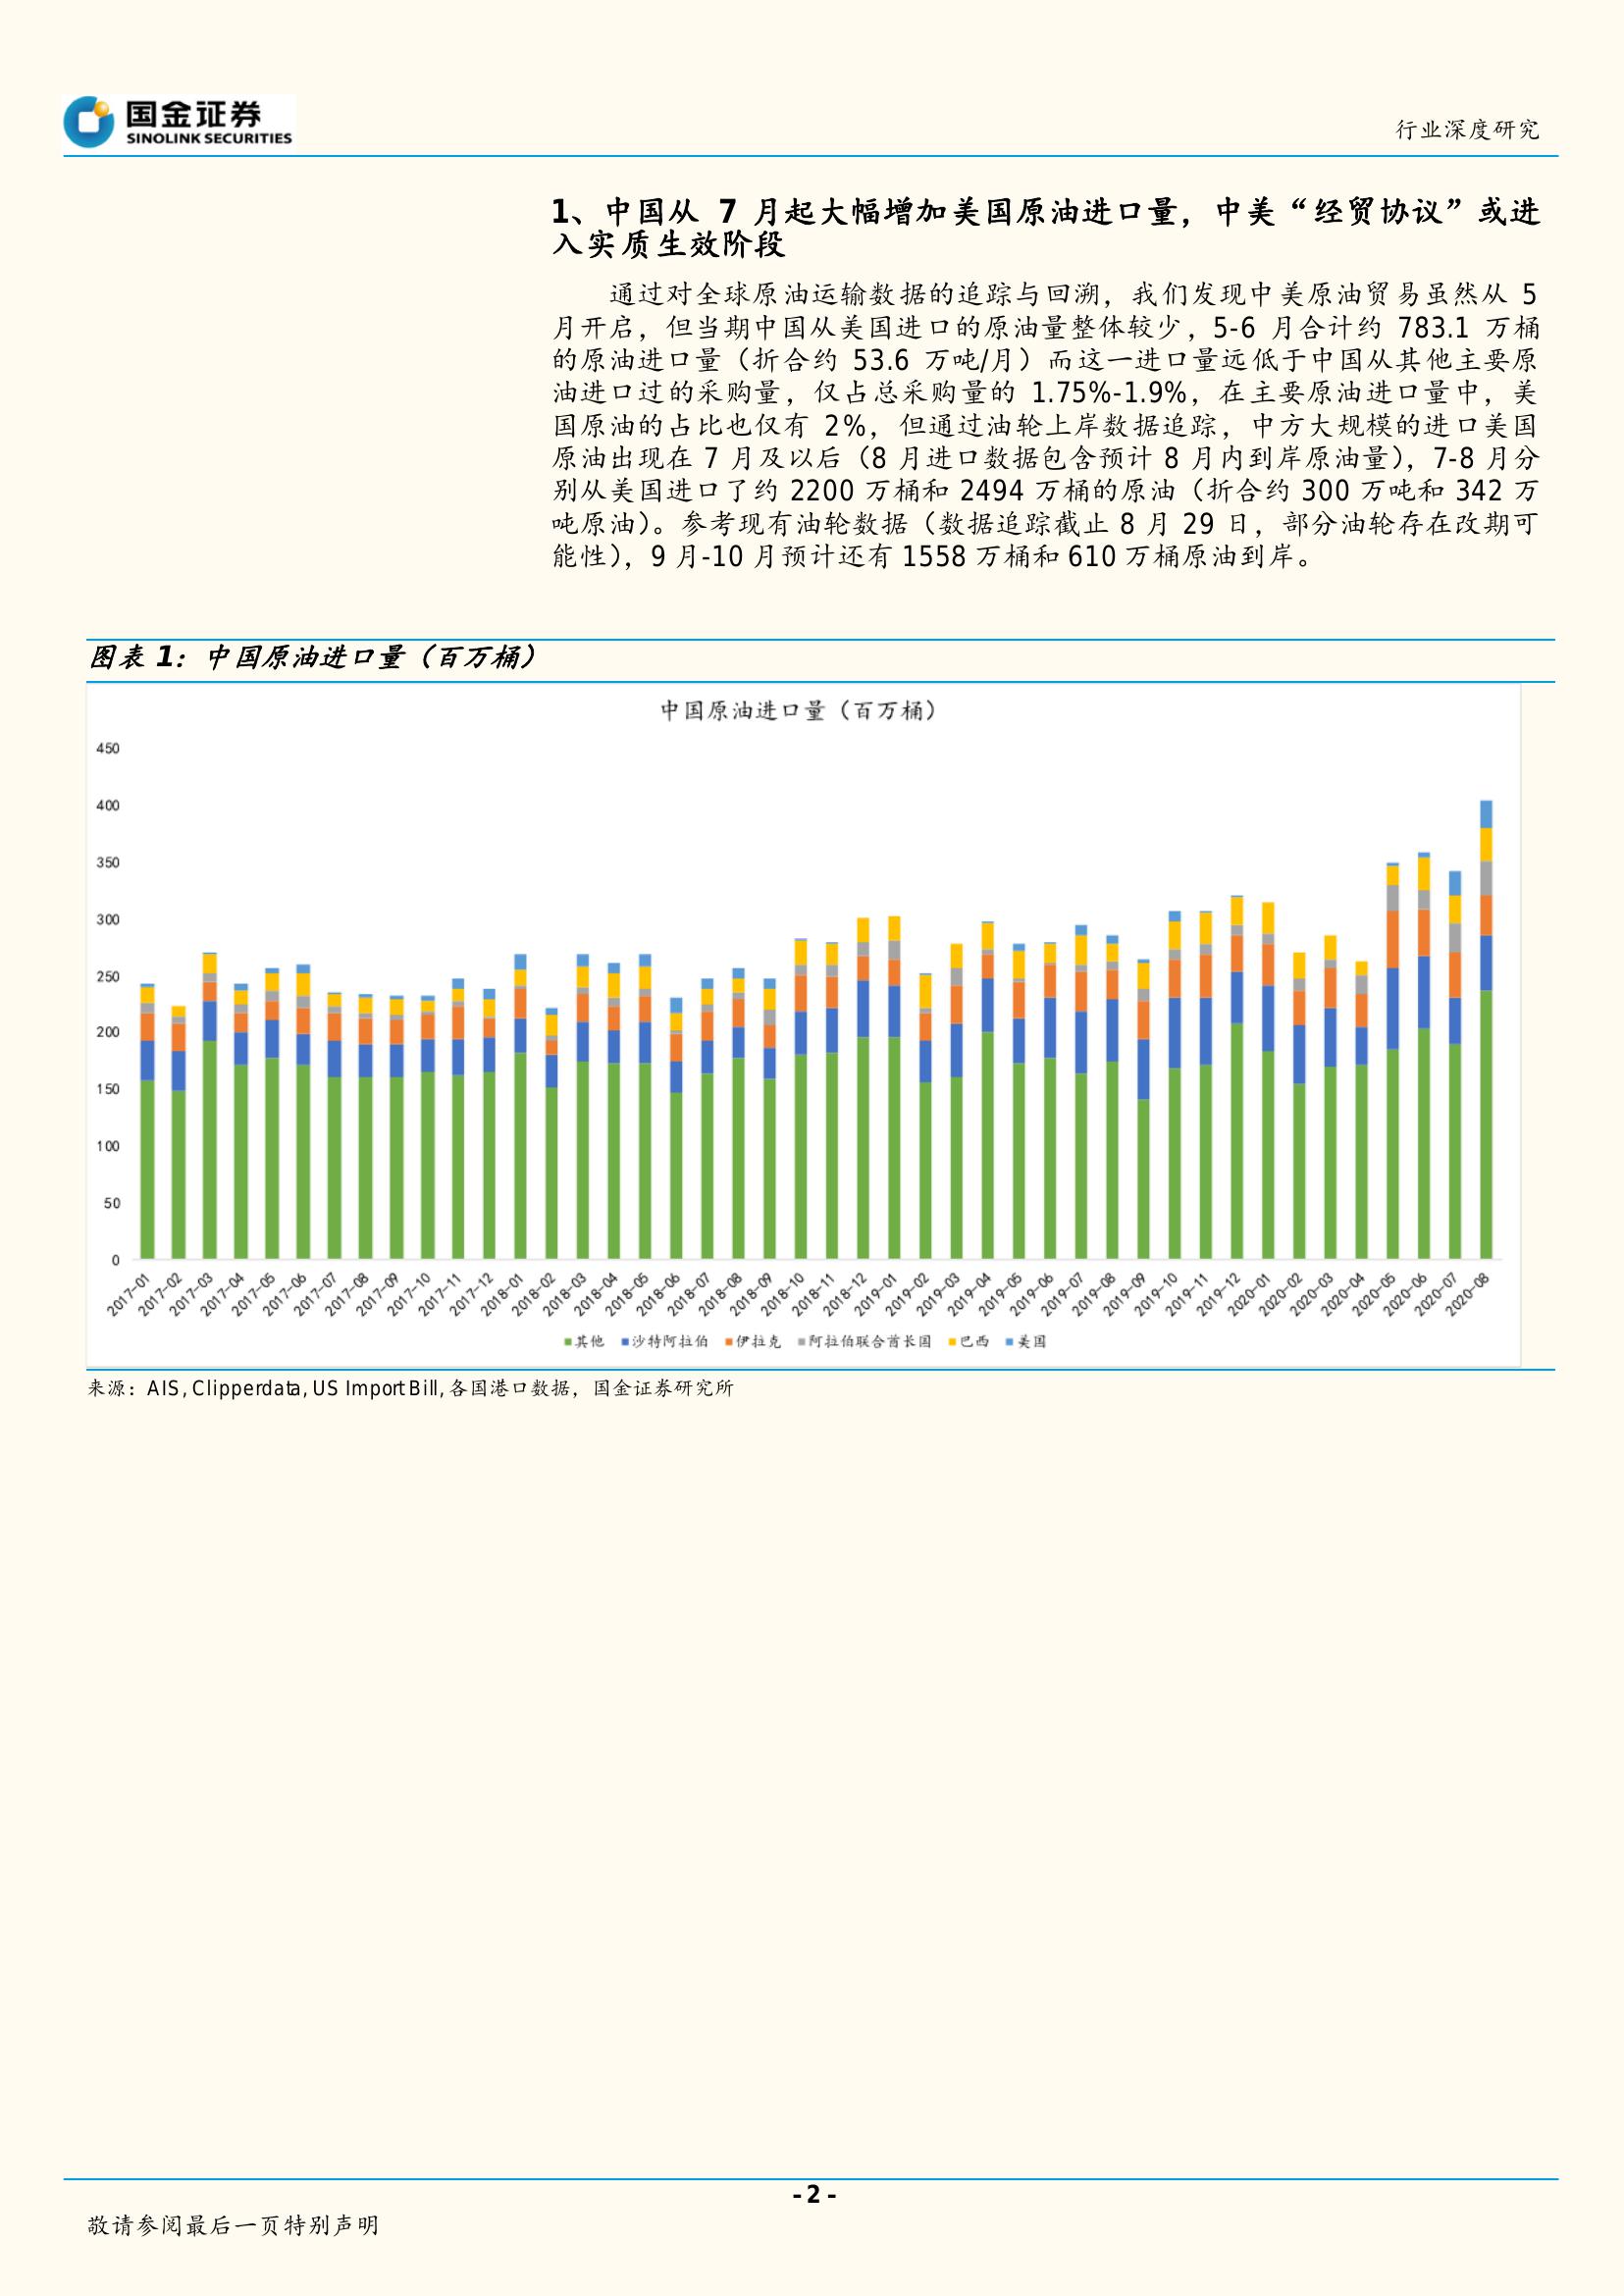 国金证券
SINOLINK SECURITIES
行业深度研究
1、中国从 7 月起大幅增加美国原油进口量，中美“经贸协议”或进
入实质生效阶段
通过对全球原油运输数据的追踪与回溯，我们发现中美原油贸易虽然从 5
月开启，但当期中国从美国进口的原油量整体较少，5-6 月合计约 783.1 万桶
的原油进口量（折合约 53.6 万吨/月）而这一进口量远低于中国从其他主要原
油进口过的采购量，仅占总采购量的 1.75%-1.9%，在主要原油进口量中，美
国原油的占比也仅有 2%，但通过油轮上岸数据追踪，中方大规模的进口美国
原油出现在 7 月及以后（8 月进口数据包含预计 8 月内到岸原油量），7-8 月分
别从美国进口了约 2200 万桶和 2494 万桶的原油（折合约 300 万吨和 342 万
吨原油）。参考现有油轮数据（数据追踪截止 8 月 29 日，部分油轮存在改期可
能性），9 月-10 月预计还有 1558 万桶和 610 万桶原油到岸。
图表 1：中国原油进口量（百万桶）
中国原油进口量（百万桶）
450
400
350
300
250
200
150
100
50
0
2017-01 2017-02 2017-03 2017-04 2017-05 2017-06 2017-07 2017-08 2017-09 2017-10 2017-11 2017-12 2018-01 2018-02 2018-03 2018-04 2018-05 2018-06 2018-07 2018-08 2018-09 2018-10 2018-11 2018-12 2019-01 2019-02 2019-03 2019-04 2019-05 2019-06 2019-07 2019-08 2019-09 2019-10 2019-11 2019-12 2020-01 2020-02 2020-03 2020-04 2020-05 2020-06 2020-07 2020-08
其他 沙特阿拉伯 伊拉克 阿拉伯联合酋长国 巴西 美国
来源：AIS, Clipperdata, US Import Bill, 各国港口数据，国金证券研究所
- 2 -
敬请参阅最后一页特别声明